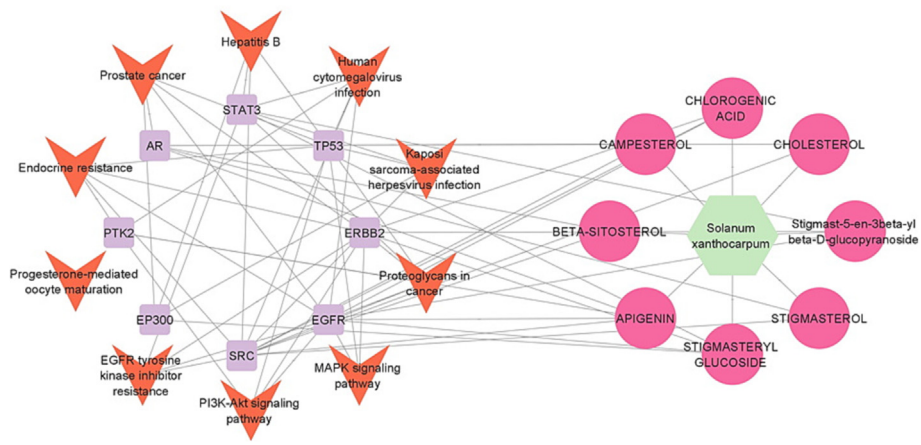 Hepatitis B
Prostate cancer
Human
cytomegalovirus
infection
STAT3
AR
TP53
Endocrine resistance
Kaposi
sarcoma-associated
herpesvirus infection
PTK2
ERBB2
Progesterone-mediated
oocyte maturation
Proteoglycans in
cancer
EP300
EGFR
SRC
EGFR tyrosine
kinase inhibitor
resistance
PI3K-Akt signaling
pathway
MAPK signaling
pathway
CHLOROGENIC
ACID
CAMPESTEROL
CHOLESTEROL
BETA-SITOSTEROL
Solanum
xanthocarpum
Stigmast-5-en-3beta-yl
beta-D-glucopyranoside
APIGENIN
STIGMASTEROL
STIGMASTERYL
GLUCOSIDE